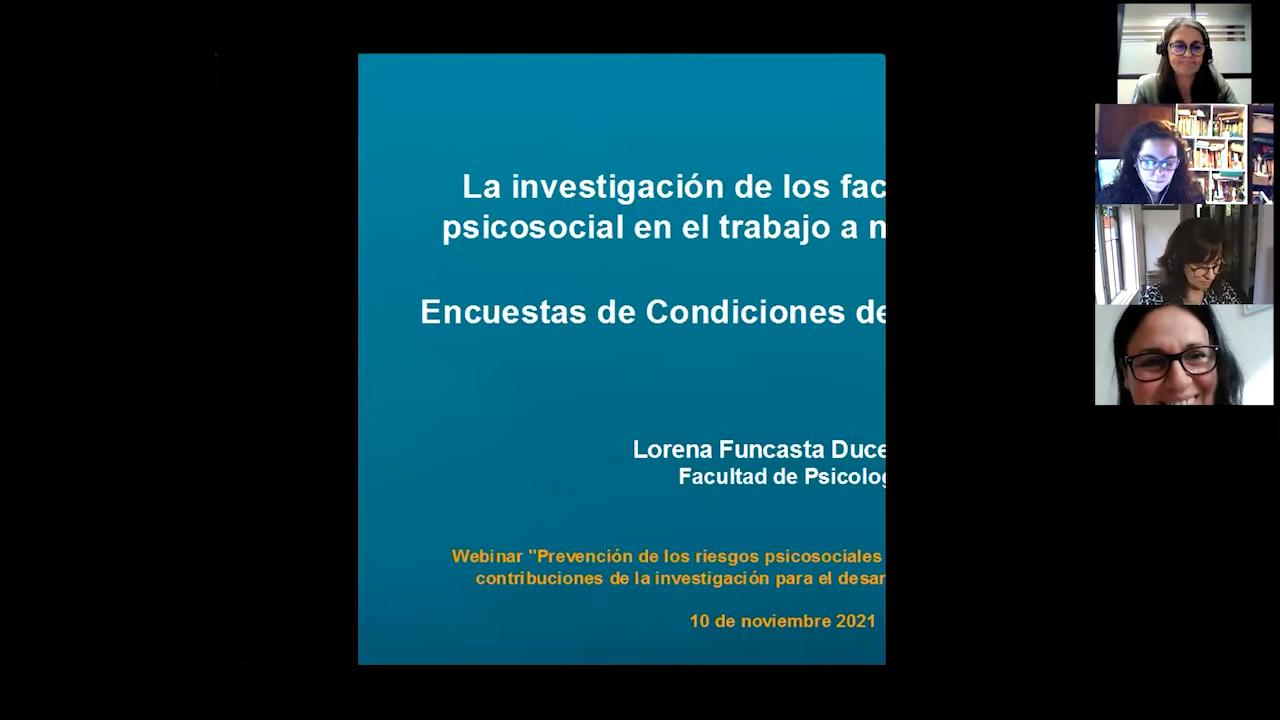 La investigación de los fac
psicosocial en el trabajo a n
Encuestas de Condiciones de
Lorena Funcasta Duce
Facultad de Psicolog
Webinar "Prevención de los riesgos psicosociales
contribuciones de la investigación para el desar
10 de noviembre 2021